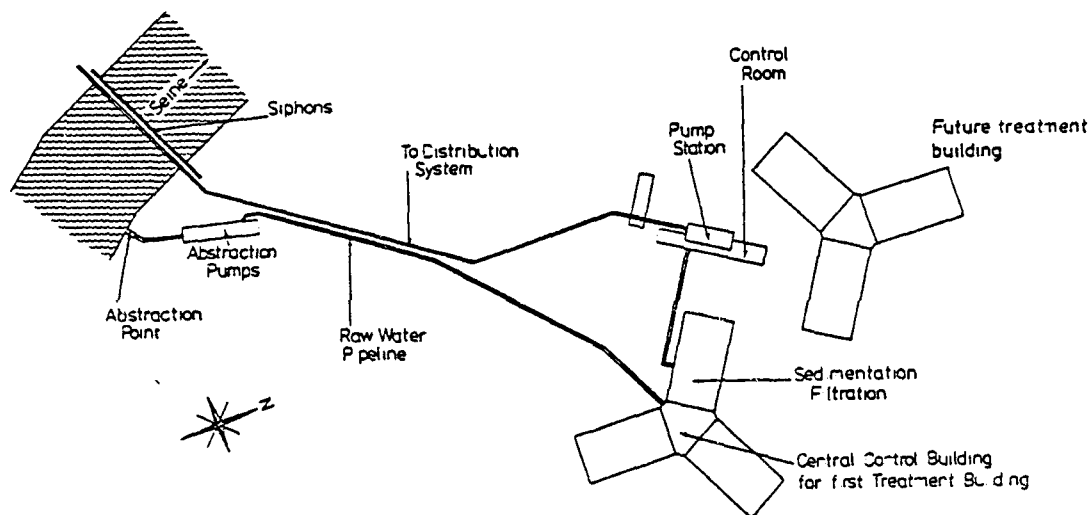 Seine
Siphons
To Distribution
System
Control
Room
Pump
Station
Future treatment
building
Abstraction
Pumps
Abstraction
Point
Raw Water
Pipeline
Sedimentation
Filtration
Central Control Building
for first Treatment Building
N